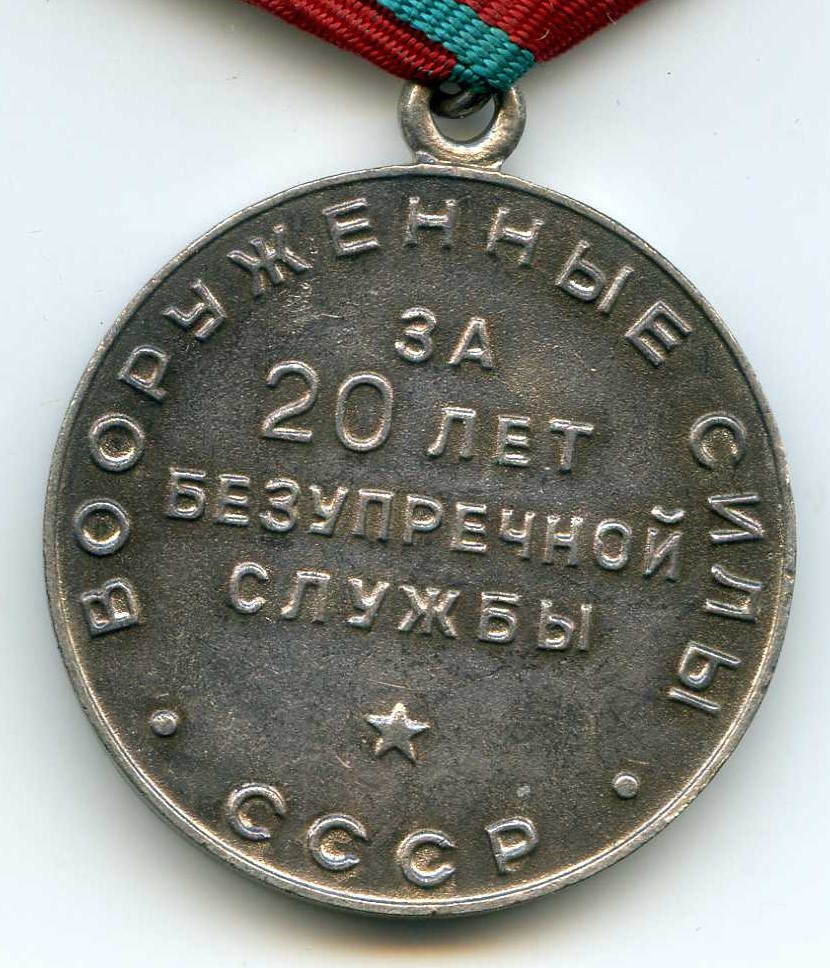 ВООРУЖЕННЫЕ СИЛЫ
ЗА
20 ЛЕТ
БЕЗУПРЕЧНОЙ
СЛУЖБЫ
СССР